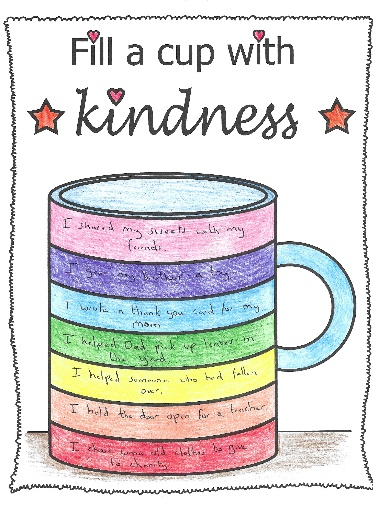 Fill a cup with
kindness
I shared my sweets with my
friends.
I my a
I wrote a thank you card for my
mom
I helped Dad pick up leaves in
the yard.
I helped someone who had fallen
over.
I held the door open for a teacher
I some old clothes to give
to charity.